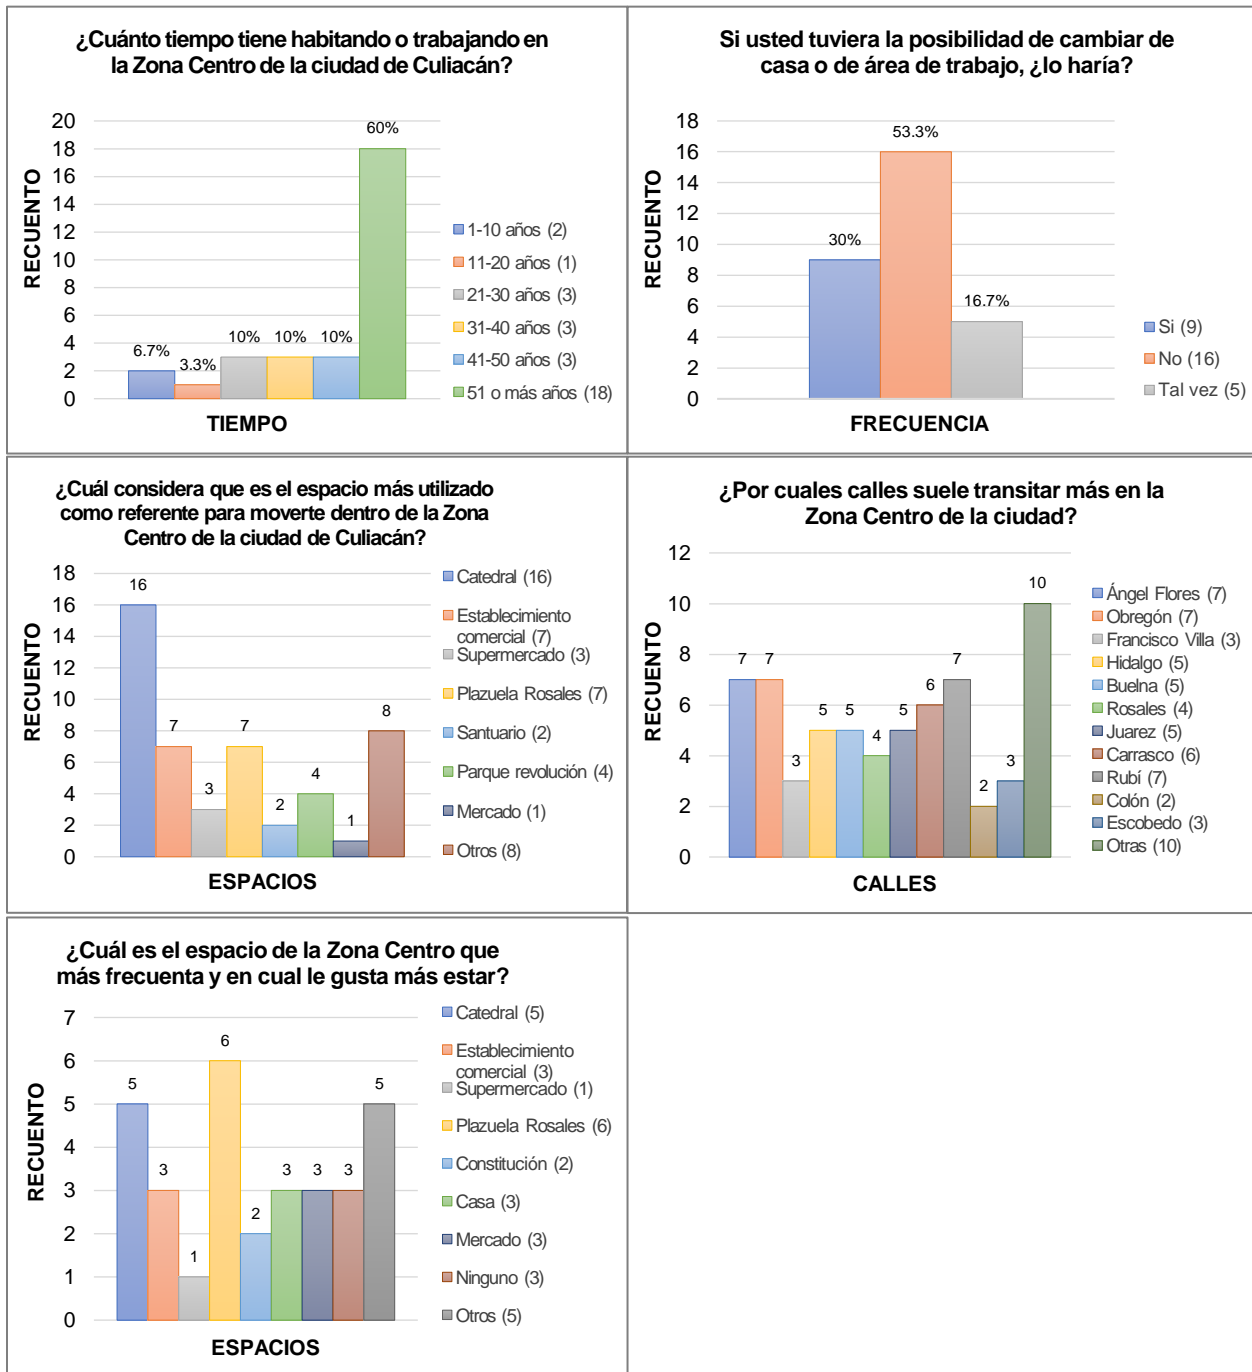 ¿Cuánto tiempo tiene habitando o trabajando en
la Zona Centro de la ciudad de Culiacán?
20
18
16
14
12
10
8
6
4
2
0
RECUENTO
6.7%
3.3%
10%
10%
10%
60%
TIEMPO
1-10 años (2)
11-20 años (1)
21-30 años (3)
31-40 años (3)
41-50 años (3)
51 o más años (18)
Si usted tuviera la posibilidad de cambiar de
casa o de área de trabajo, ¿lo haría?
18
16
14
12
10
8
6
4
2
0
RECUENTO
30%
53.3%
16.7%
FRECUENCIA
Si (9)
No (16)
Tal vez (5)
¿Cuál considera que es el espacio más utilizado
como referente para moverte dentro de la Zona
Centro de la ciudad de Culiacán?
18
16
14
12
10
8
6
4
2
0
RECUENTO
16
7
3
7
2
4
1
8
ESPACIOS
Catedral (16)
Establecimiento
comercial (7)
Supermercado (3)
Plazuela Rosales (7)
Santuario (2)
Parque revolución (4)
Mercado (1)
Otros (8)
¿Por cuales calles suele transitar más en la
Zona Centro de la ciudad?
12
10
8
6
4
2
0
RECUENTO
7
7
3
5
5
4
5
6
7
2
3
10
CALLES
Ángel Flores (7)
Obregón (7)
Francisco Villa (3)
Hidalgo (5)
Buelna (5)
Rosales (4)
Juarez (5)
Carrasco (6)
Rubí (7)
Colón (2)
Escobedo (3)
Otras (10)
¿Cuál es el espacio de la Zona Centro que
más frecuenta y en cual le gusta más estar?
7
6
5
4
3
2
1
0
RECUENTO
5
3
1
6
2
3
3
3
5
ESPACIOS
Catedral (5)
Establecimiento
comercial (3)
Supermercado (1)
Plazuela Rosales (6)
Constitución (2)
Casa (3)
Mercado (3)
Ninguno (3)
Otros (5)